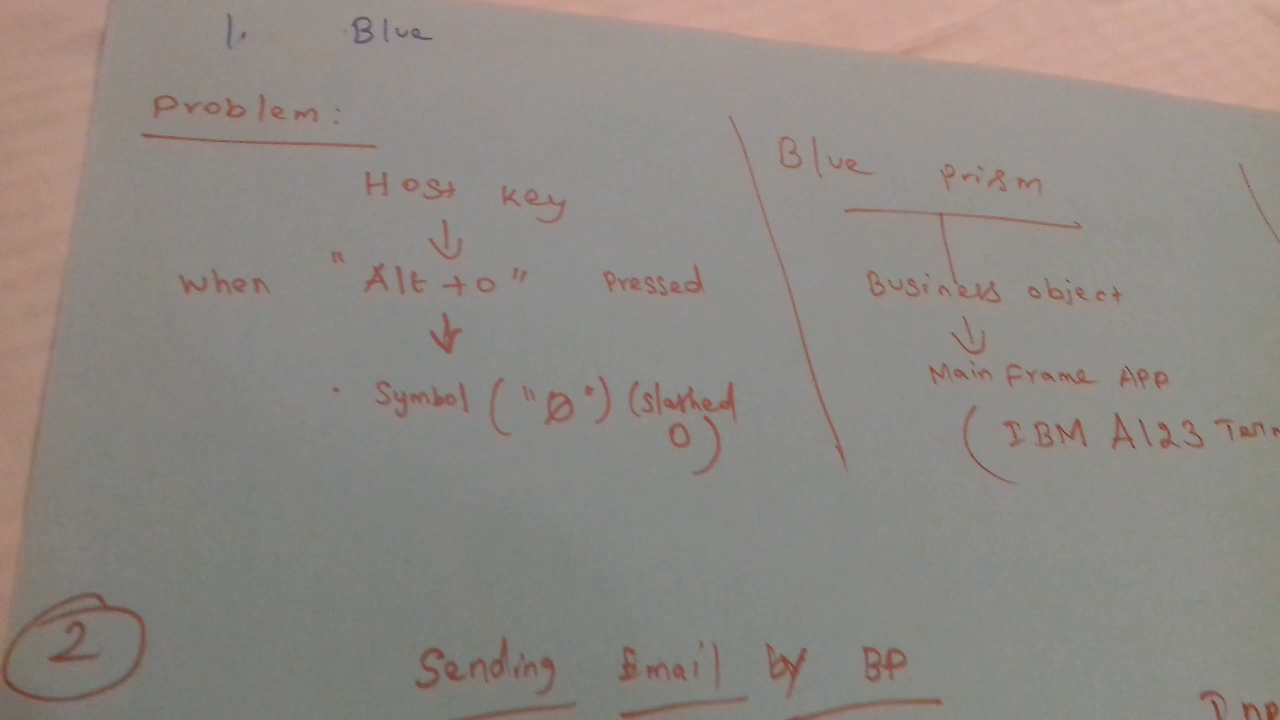 1. Blue
Problem:
Host key
↓
when "Alt + 0" pressed
↓
• Symbol ("Ø") (slashed
0)
Blue prism
Business object
↓
Main Frame APP
(IBM A123
2
Sending Email by BP